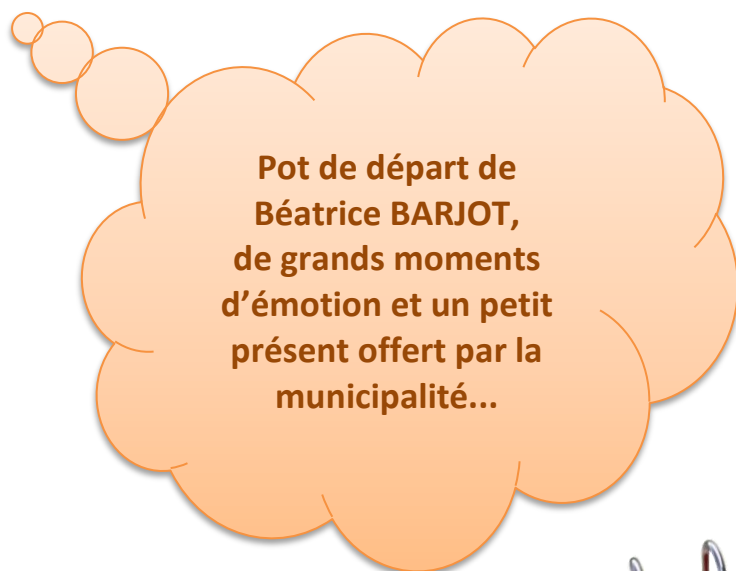 Pot de départ de
Béatrice BARJOT,
de grands moments
d’émotion et un petit
présent offert par la
municipalité...